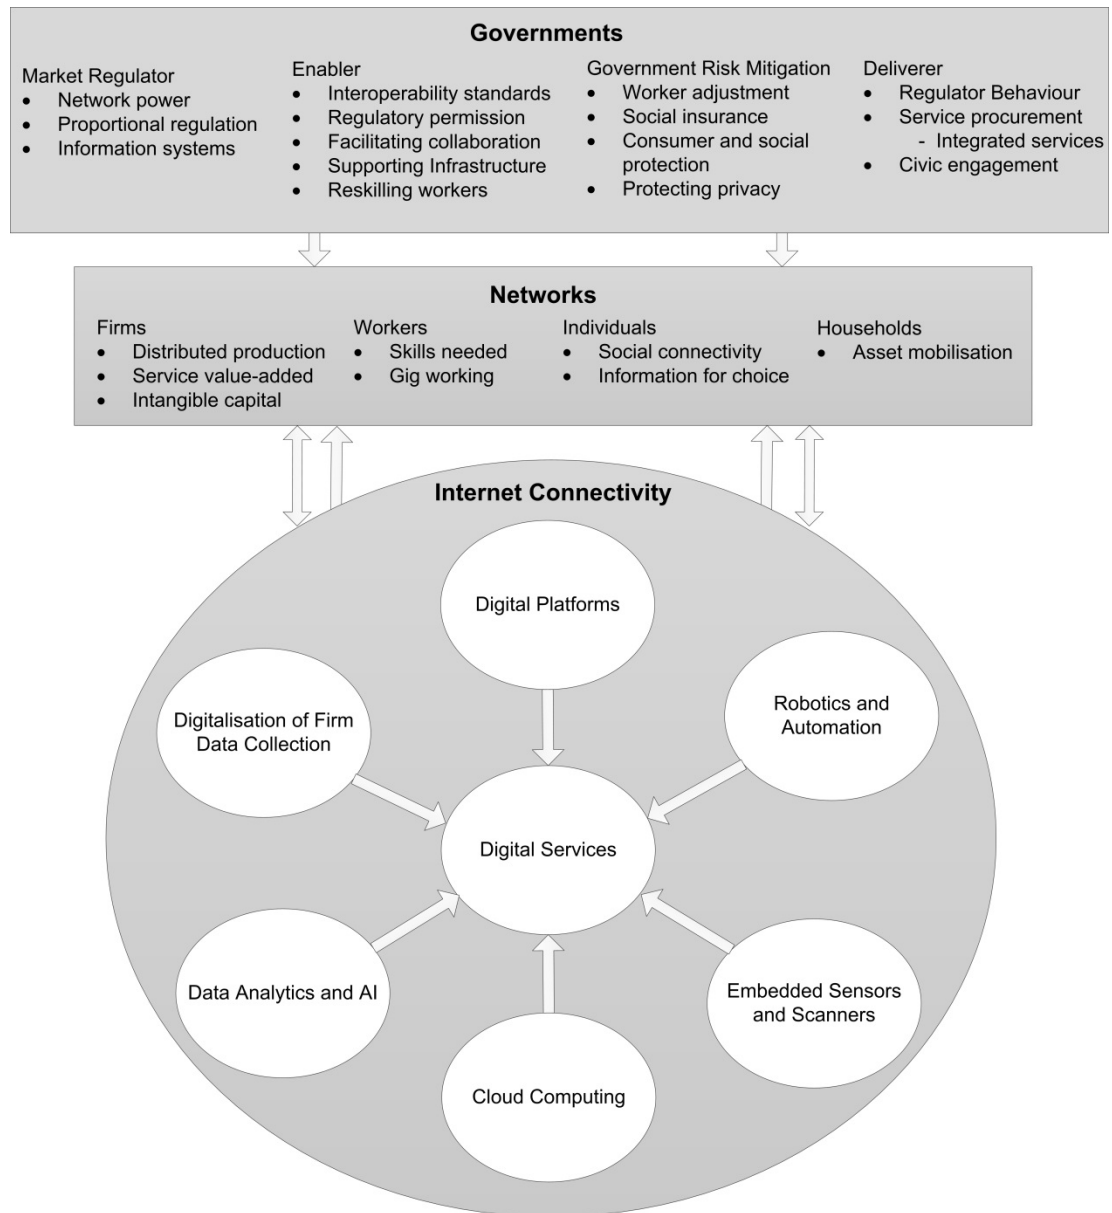 Governments
Market Regulator
• Network power
• Proportional regulation
• Information systems
Enabler
• Interoperability standards
• Regulatory permission
• Facilitating collaboration
• Supporting Infrastructure
• Reskilling workers
Government Risk Mitigation
• Worker adjustment
• Social insurance
• Consumer and social
protection
• Protecting privacy
Deliverer
• Regulator Behaviour
• Service procurement
- Integrated services
• Civic engagement
Networks
Firms
• Distributed production
• Service value-added
• Intangible capital
Workers
• Skills needed
• Gig working
Individuals
• Social connectivity
• Information for choice
Households
• Asset mobilisation
Internet Connectivity
Digital Platforms
Digitalisation of Firm
Data Collection
Robotics and
Automation
Digital Services
Data Analytics and AI
Embedded Sensors
and Scanners
Cloud Computing